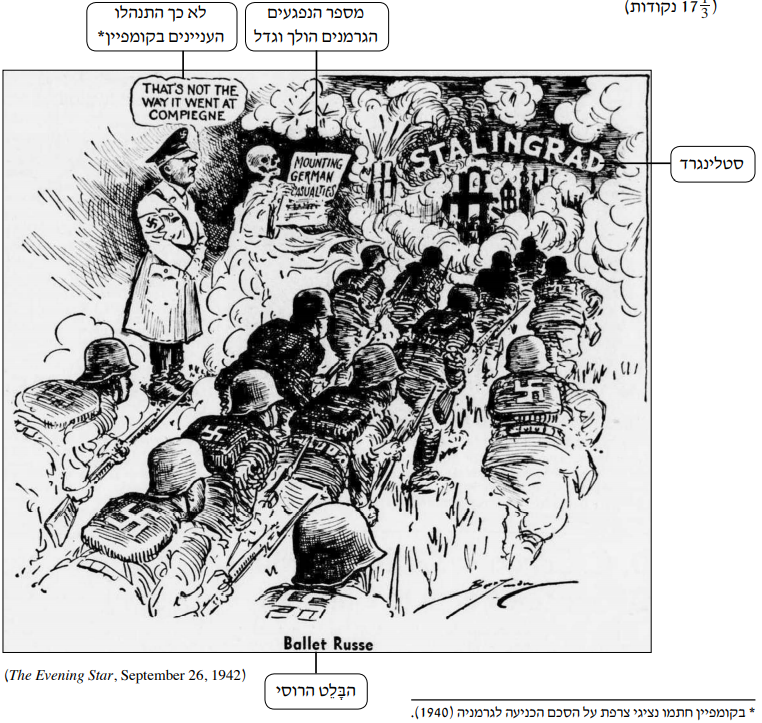 (17 1/3 נקודות)
לא כך התנהלו
העניינים בקומפיין*
מספר הנפגעים
הגרמנים הולך וגדל
THAT'S NOT THE
WAY IT WENT AT
COMPIEGNE
MOUNTING
GERMAN
CASUALTIES
STALINGRAD
סטלינגרד
Ballet Russe
(The Evening Star, September 26, 1942)
הבָּלֵט הרוסי
* בקומפיין חתמו נציגי צרפת על הסכם הכניעה לגרמניה (1940).